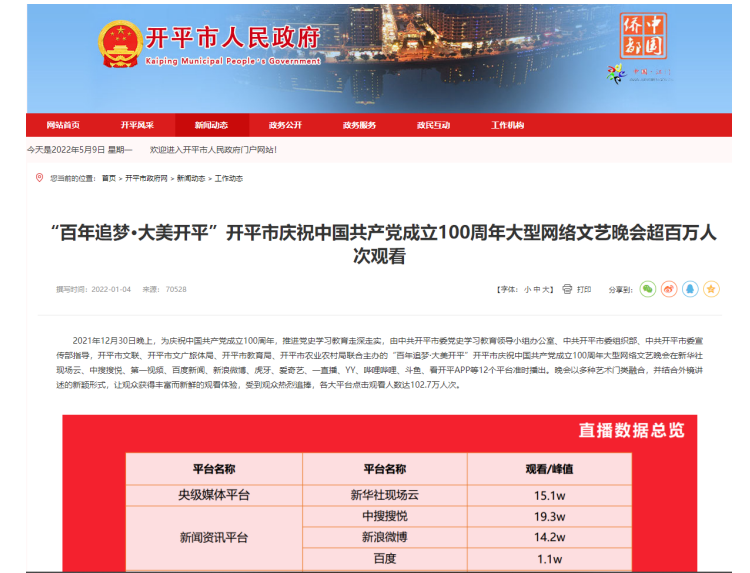 开平市人民政府
Kaiping Municipal People's Government
中国
侨都
网站首页 开平风采 新闻动态 政务公开 政务服务 政民互动 工作机构
今天是2022年5月9日 星期一 欢迎进入开平市人民政府门户网站!
您当前的位置: 首页 > 开平市政府网 > 新闻动态 > 工作动态
“百年追梦·大美开平”开平市庆祝中国共产党成立100周年大型网络文艺晚会超百万人
次观看
撰写时间: 2022-01-04 来源: 70528 【字体: 小 中 大】 打印 分享到:
2021年12月30日晚上，为庆祝中国共产党成立100周年，推进党史学习教育走深走实，由中共开平市委党史学习教育领导小组办公室、中共开平市委组织部、中共开平市委宣
传部指导，开平市文联、开平市文广旅体局、开平市教育局、开平市农业农村局联合主办的“百年追梦·大美开平”开平市庆祝中国共产党成立100周年大型网络文艺晚会在新华社
现场云、中搜搜悦、第一视频、百度新闻、新浪微博、虎牙、爱奇艺、一直播、YY、哔哩哔哩、斗鱼、看开平APP等12个平台准时播出。晚会以多种艺术门类融合，并结合外镜讲
述的新颖形式，让观众获得丰富而新鲜的观看体验，受到观众热烈追捧，各大平台点击观看人数达102.7万人次。
直播数据总览
平台名称 平台名称 观看/峰值
央级媒体平台 新华社现场云 15.1w
中搜搜悦 19.3w
新闻资讯平台 新浪微博 14.2w
百度 1.1w